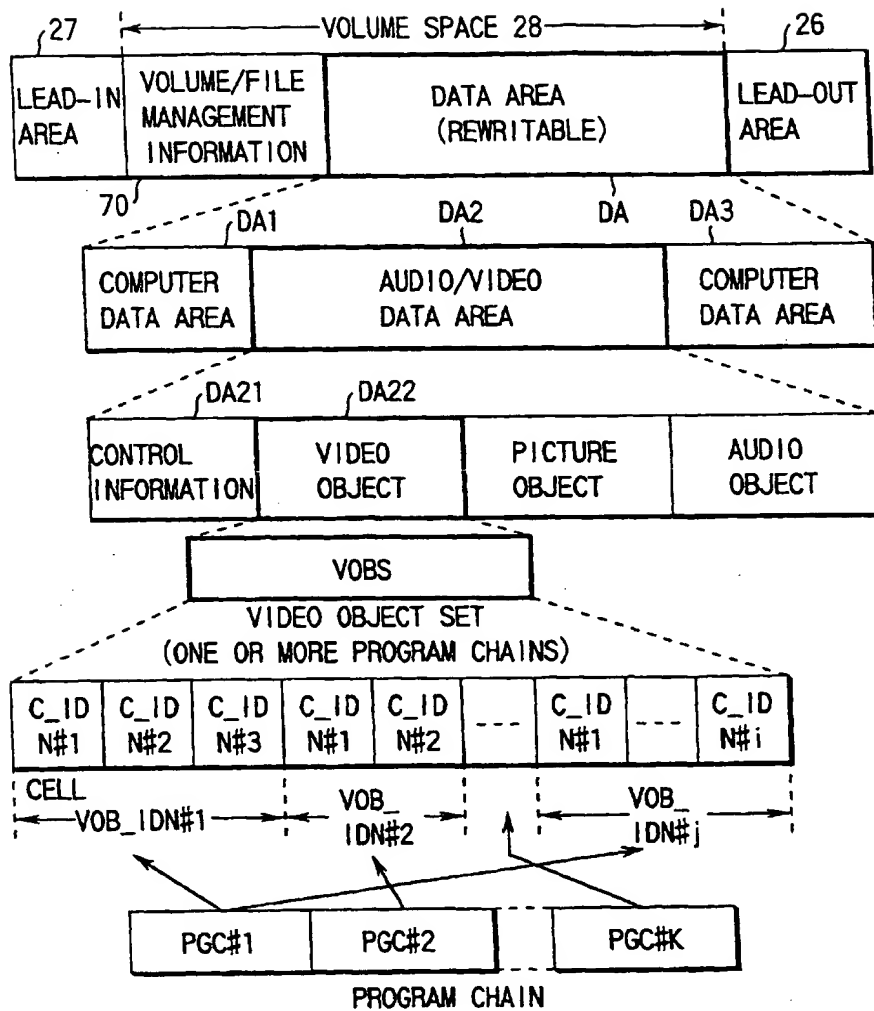 27
VOLUME SPACE 28
26
LEAD-IN
AREA
VOLUME/FILE
MANAGEMENT
INFORMATION
DATA AREA
(REWRITABLE)
LEAD-OUT
AREA
70
DA1
DA2
DA
DA3
COMPUTER
DATA AREA
AUDIO/VIDEO
DATA AREA
COMPUTER
DATA AREA
DA21
DA22
CONTROL
INFORMATION
VIDEO
OBJECT
PICTURE
OBJECT
AUDIO
OBJECT
VOBS
VIDEO OBJECT SET
(ONE OR MORE PROGRAM CHAINS)
C_ID
N#1
C_ID
N#2
C_ID
N#3
C_ID
N#1
C_ID
N#2
C_ID
N#1
C_ID
N#i
CELL
VOB_IDN#1
VOB_
IDN#2
VOB_
IDN#j
PGC#1
PGC#2
PGC#K
PROGRAM CHAIN